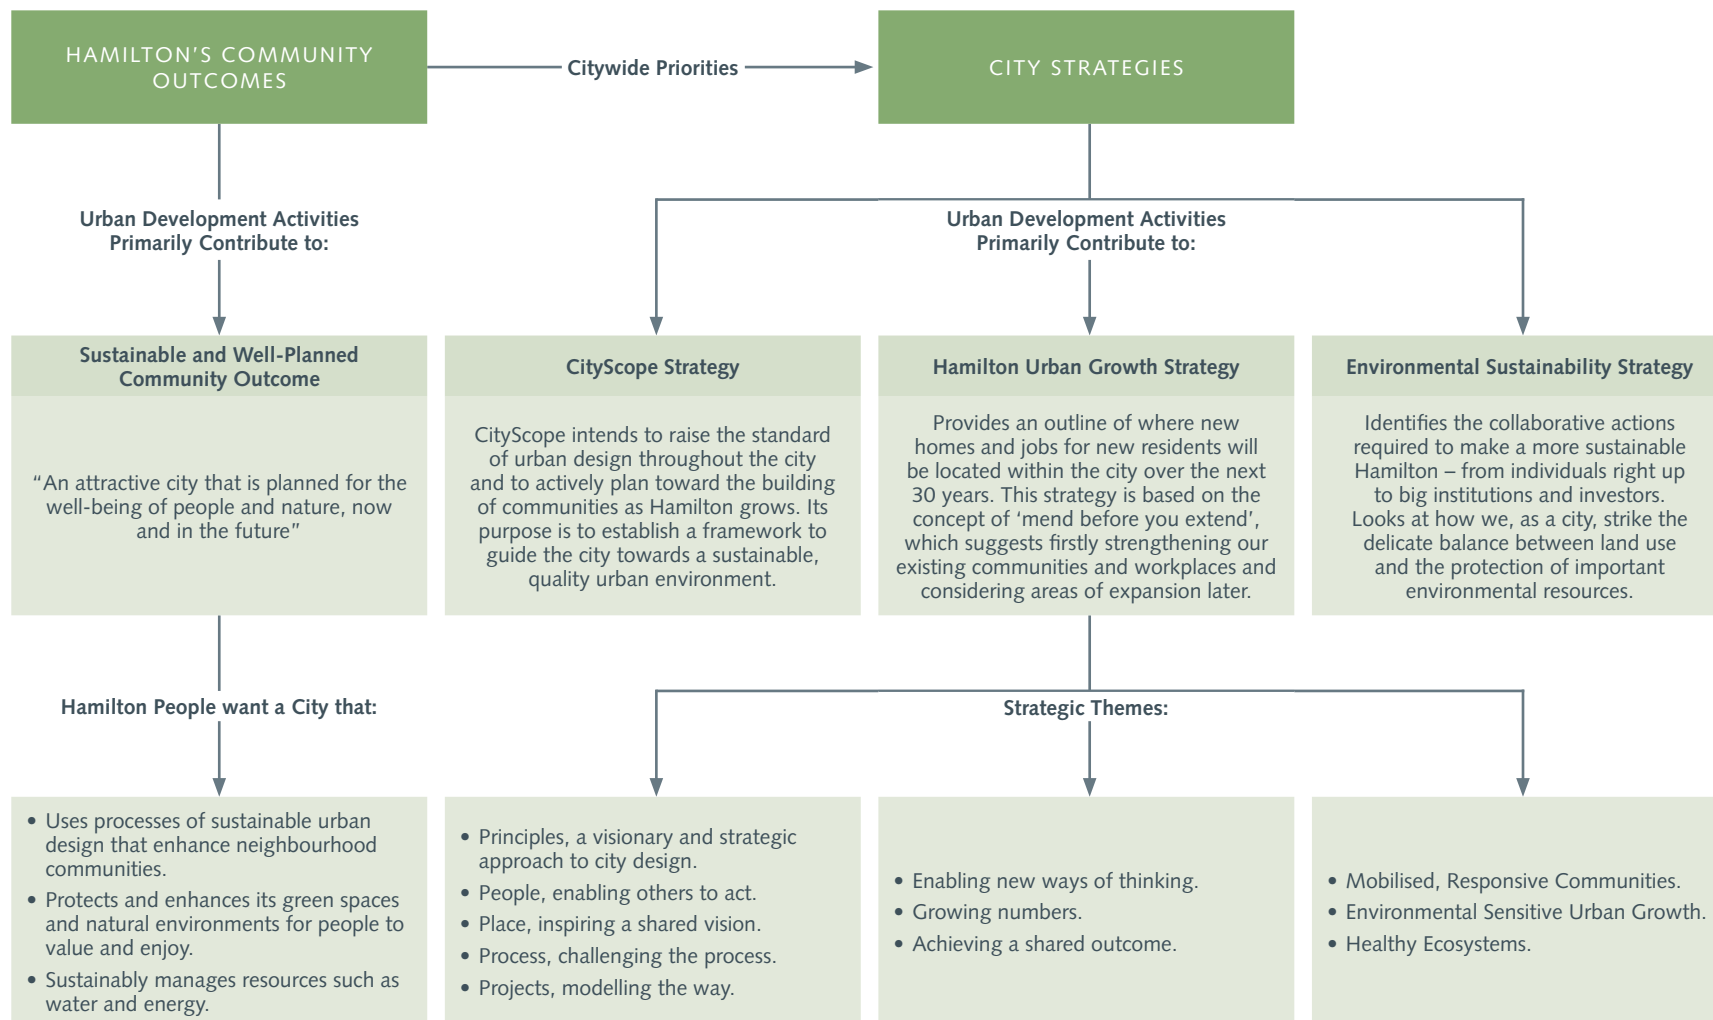 HAMILTON'S COMMUNITY
OUTCOMES
Citywide Priorities
CITY STRATEGIES
Urban Development Activities
Primarily Contribute to:
Urban Development Activities
Primarily Contribute to:
Sustainable and Well-Planned
Community Outcome
“An attractive city that is planned for the
well-being of people and nature, now
and in the future”
CityScope Strategy
CityScope intends to raise the standard
of urban design throughout the city
and to actively plan toward the building
of communities as Hamilton grows. Its
purpose is to establish a framework to
guide the city towards a sustainable,
quality urban environment.
Hamilton Urban Growth Strategy
Provides an outline of where new
homes and jobs for new residents will
be located within the city over the next
30 years. This strategy is based on the
concept of ‘mend before you extend’,
which suggests firstly strengthening our
existing communities and workplaces and
considering areas of expansion later.
Environmental Sustainability Strategy
Identifies the collaborative actions
required to make a more sustainable
Hamilton – from individuals right up
to big institutions and investors.
Looks at how we, as a city, strike the
delicate balance between land use
and the protection of important
environmental resources.
Hamilton People want a City that:
Strategic Themes:
• Uses processes of sustainable urban
design that enhance neighbourhood
communities.
• Protects and enhances its green spaces
and natural environments for people to
value and enjoy.
• Sustainably manages resources such as
water and energy.
• Principles, a visionary and strategic
approach to city design.
• People, enabling others to act.
• Place, inspiring a shared vision.
• Process, challenging the process.
• Projects, modelling the way.
• Enabling new ways of thinking.
• Growing numbers.
• Achieving a shared outcome.
• Mobilised, Responsive Communities.
• Environmental Sensitive Urban Growth.
• Healthy Ecosystems.